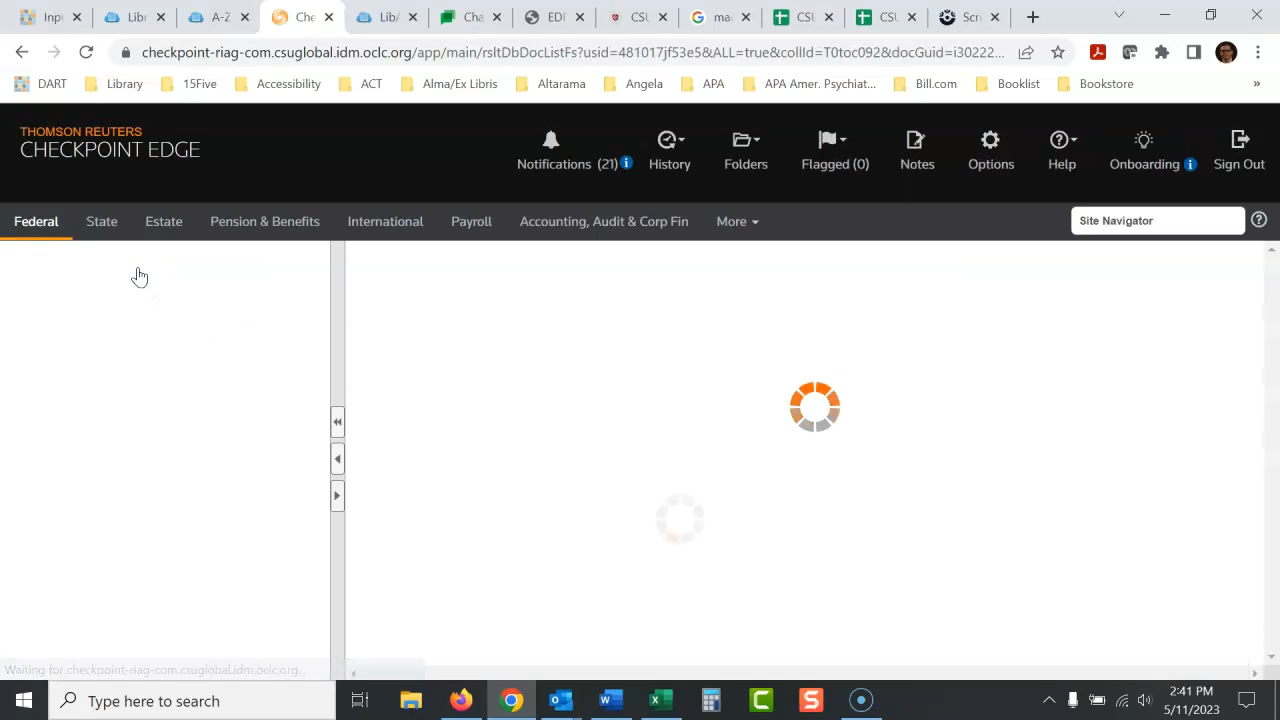 Inp
Libr
A-Z
Che
LibA
Cha
EDI
CSU
ma
CSU
CSU
Scr
checkpoint-riag-com.csuglobal.idm.oclc.org/app/main/rsltDbDocListFs?usid=481017jf53e5&ALL=true&collId=T0toc092&docGuid=i30222...
DART Library 15Five Accessibility ACT Alma/Ex Libris Altarama Angela APA APA Amer. Psychiat... Bill.com Booklist Bookstore »
THOMSON REUTERS
CHECKPOINT EDGE
Notifications (21) History Folders Flagged (0) Notes Options Help Onboarding Sign Out
Federal State Estate Pension & Benefits International Payroll Accounting, Audit & Corp Fin More Site Navigator
Waiting for checkpoint-riag-com.csuglobal.idm.oclc.org...
Type here to search
2:41 PM
5/11/2023